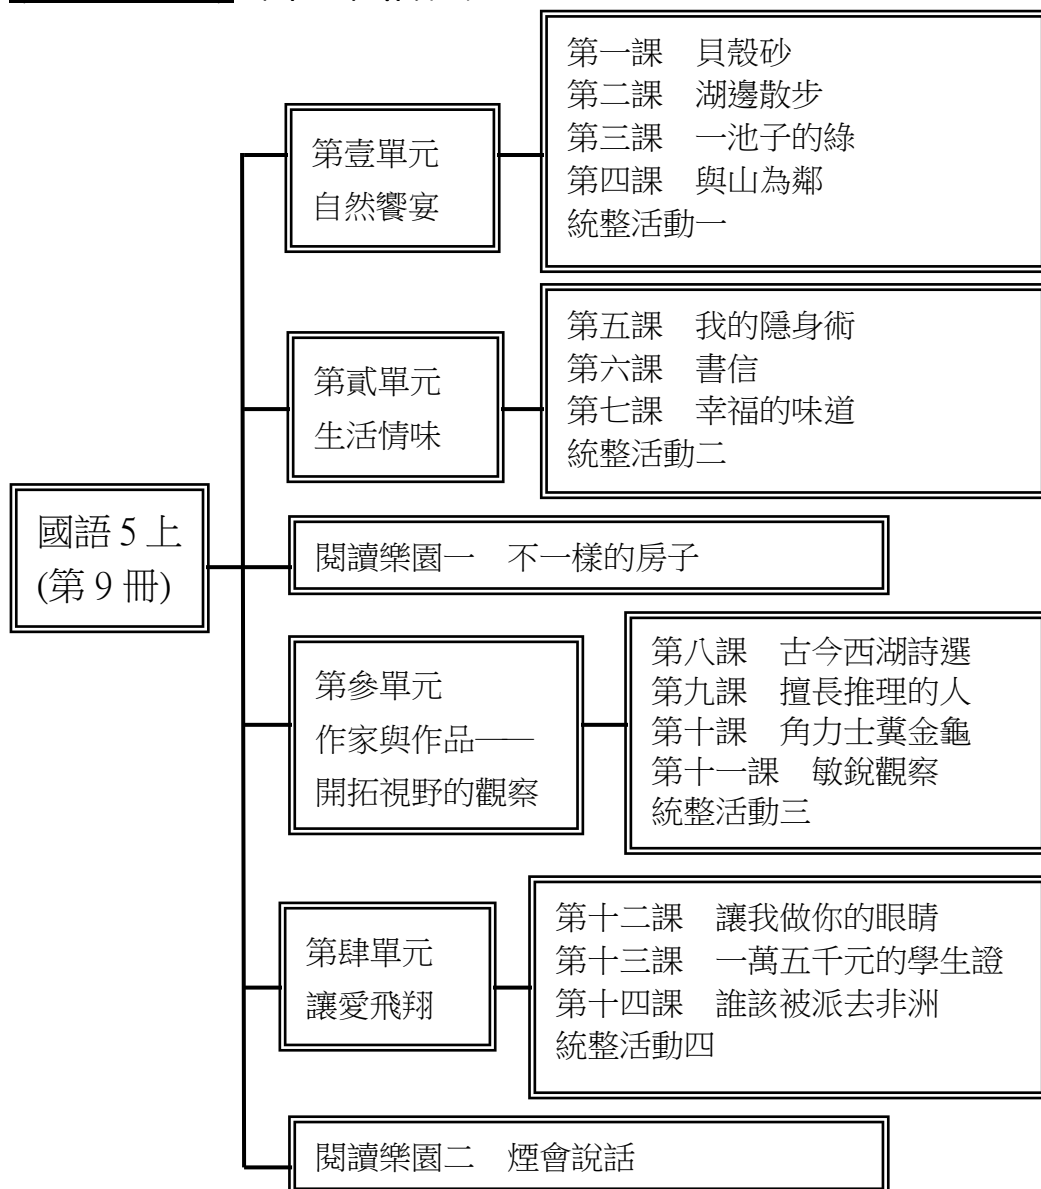 國語 5 上
(第 9 冊)
第壹單元
自然饗宴
第一課　貝殼砂
第二課　湖邊散步
第三課　一池子的綠
第四課　與山為鄰
統整活動一
第貳單元
生活情味
第五課　我的隱身術
第六課　書信
第七課　幸福的味道
統整活動二
閱讀樂園一　不一樣的房子
第參單元
作家與作品——
開拓視野的觀察
第八課　古今西湖詩選
第九課　擅長推理的人
第十課　角力士糞金龜
第十一課　敏銳觀察
統整活動三
第肆單元
讓愛飛翔
第十二課　讓我做你的眼睛
第十三課　一萬五千元的學生證
第十四課　誰該被派去非洲
統整活動四
閱讀樂園二　煙會說話